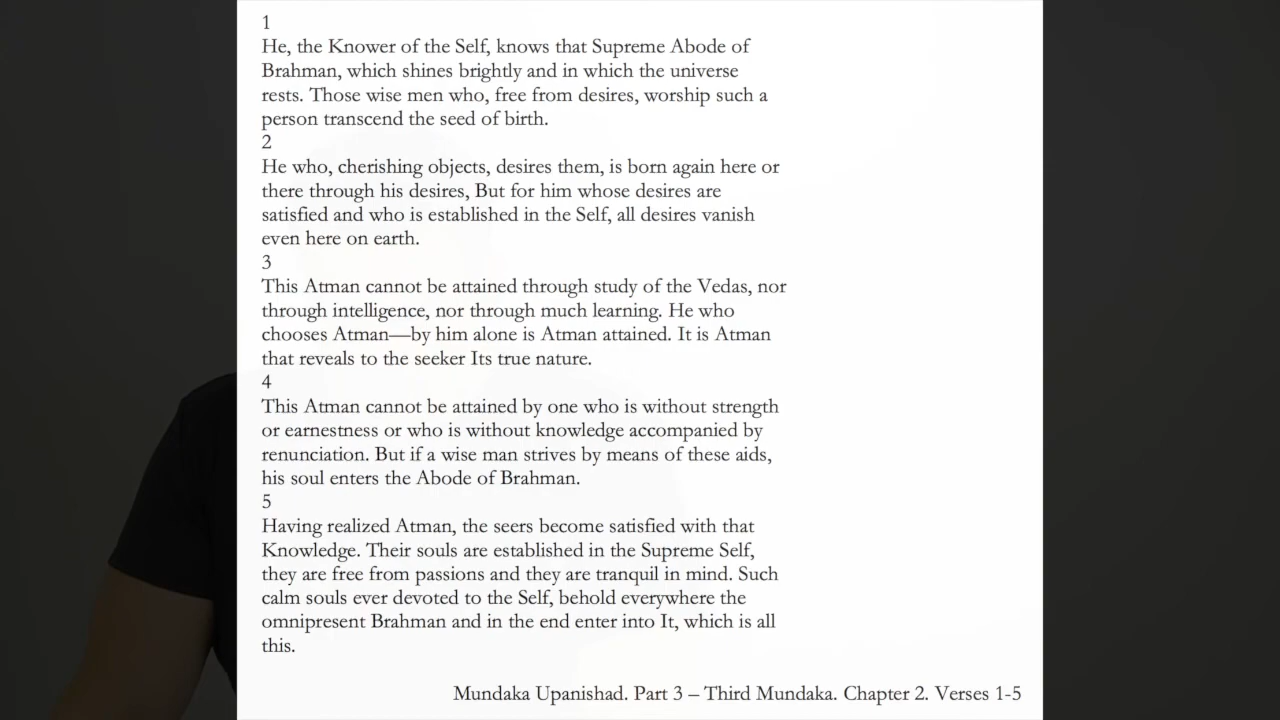 1
He, the Knower of the Self, knows that Supreme Abode of
Brahman, which shines brightly and in which the universe
rests. Those wise men who, free from desires, worship such a
person transcend the seed of birth.
2
He who, cherishing objects, desires them, is born again here or
there through his desires, But for him whose desires are
satisfied and who is established in the Self, all desires vanish
even here on earth.
3
This Atman cannot be attained through study of the Vedas, nor
through intelligence, nor through much learning. He who
chooses Atman—by him alone is Atman attained. It is Atman
that reveals to the seeker Its true nature.
4
This Atman cannot be attained by one who is without strength
or earnestness or who is without knowledge accompanied by
renunciation. But if a wise man strives by means of these aids,
his soul enters the Abode of Brahman.
5
Having realized Atman, the seers become satisfied with that
Knowledge. Their souls are established in the Supreme Self,
they are free from passions and they are tranquil in mind. Such
calm souls ever devoted to the Self, behold everywhere the
omnipresent Brahman and in the end enter into It, which is all
this.
Mundaka Upanishad. Part 3 – Third Mundaka. Chapter 2. Verses 1-5